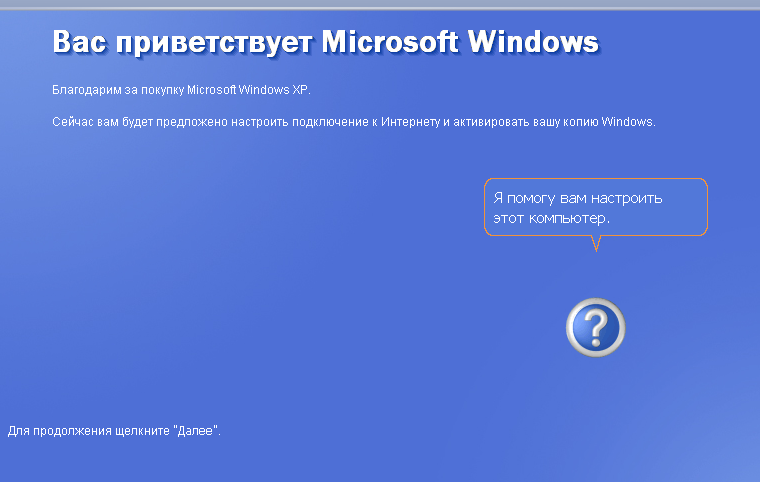 Вас приветствует Microsoft Windows
Благодарим за покупку Microsoft Windows XP.
Сейчас вам будет предложено настроить подключение к Интернету и активировать вашу копию Windows.
Я помогу вам настроить
этот компьютер.
?
Для продолжения щелкните "Далее".